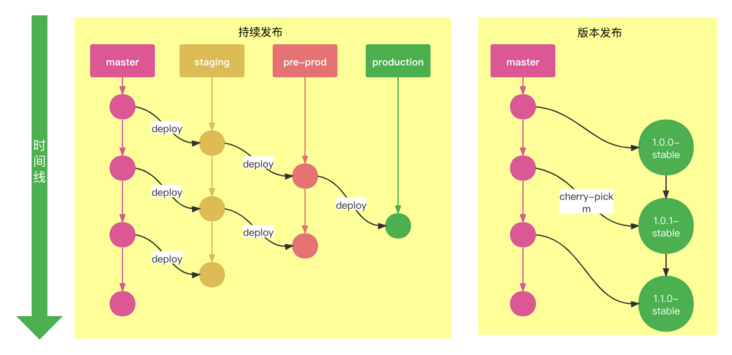 时间线
持续发布
master
staging
pre-prod
production
deploy
deploy
deploy
deploy
deploy
deploy
版本发布
master
1.0.0-
stable
cherry-pick
m
1.0.1-
stable
1.1.0-
stable